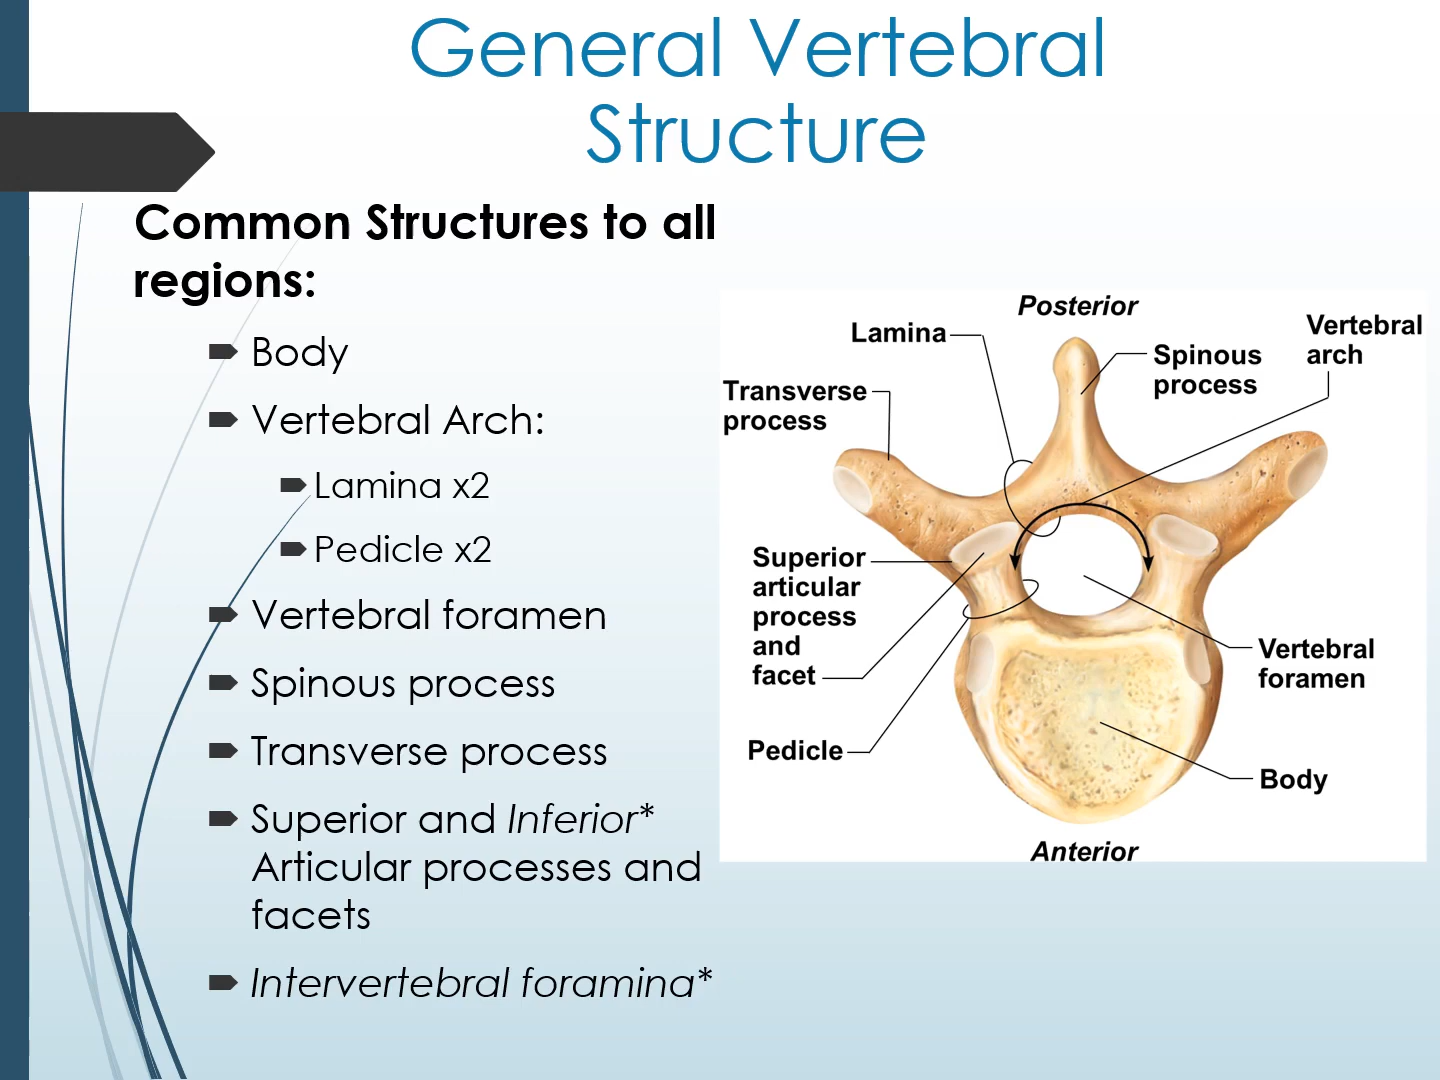 General Vertebral
Structure
Common Structures to all
regions:
Body
Vertebral Arch:
Lamina x2
Pedicle x2
Vertebral foramen
Spinous process
Transverse process
Superior and Inferior*
Articular processes and
facets
Intervertebral foramina*
Posterior
Lamina
Vertebral
arch
Spinous
process
Transverse
process
Superior
articular
process
and
facet
Vertebral
foramen
Pedicle
Body
Anterior